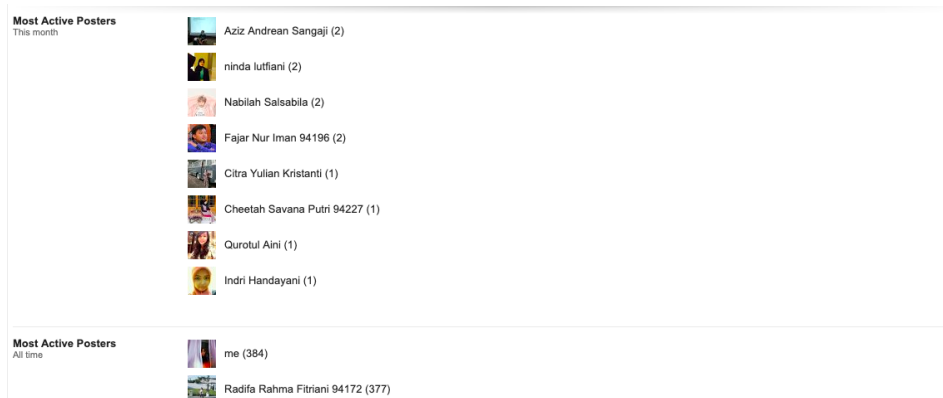 Most Active Posters
This month
Aziz Andrean Sangaji (2)
ninda lutfiani (2)
Nabilah Salsabila (2)
Fajar Nur Iman 94196 (2)
Citra Yulian Kristanti (1)
Cheetah Savana Putri 94227 (1)
Qurotul Aini (1)
Indri Handayani (1)
Most Active Posters
All time
me (384)
Radifa Rahma Fitriani 94172 (377)